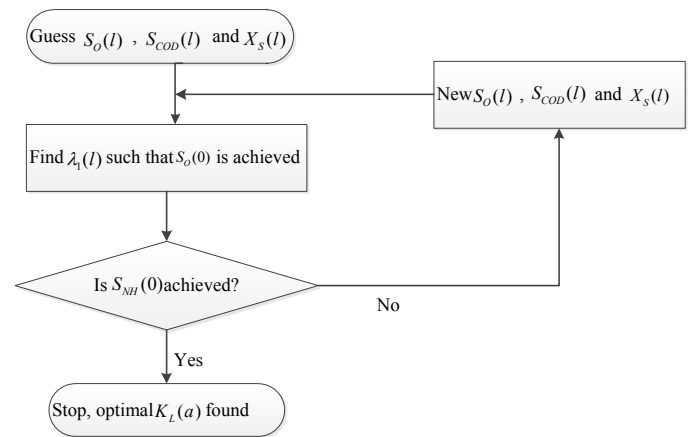 Guess S_O(l) , S_COD(l) and X_S(l)
New S_O(l) , S_COD(l) and X_S(l)
Find λ_1(l) such that S_O(0) is achieved
Is S_NH(0) achieved?
No
Yes
Stop, optimal K_L(a) found